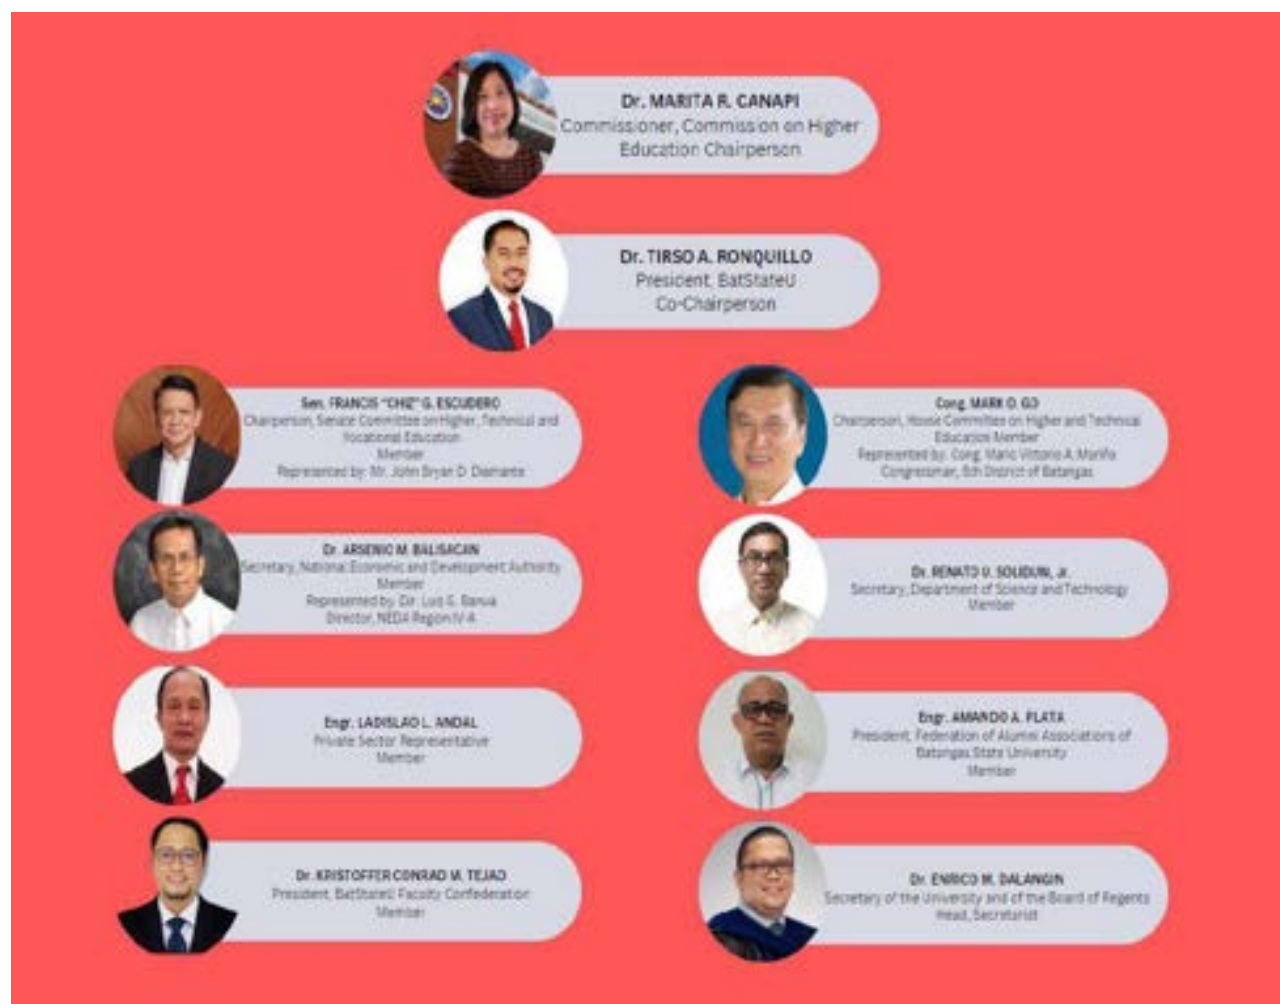 Dr. MARITA R. CANAPI
Commissioner, Commission on Higher
Education Chairperson
Dr. TIRSO A. RONQUILLO
President, BatStateU
Co-Chairperson
Sen. FRANCIS "CHIZ" G. ESCUDERO
Chairperson, Senate Committee on Higher, Technical and
Vocational Education
Member
Represented by: Mr. John Bryan D. Diamante
Cong. MARK O. GO
Chairperson, House Committee on Higher and Technical
Education Member
Represented by: Cong. Mario Vittorio A. Mariño
Congressman, 5th District of Batangas
Dr. ARSENIO M. BALISACAN
Secretary, National Economic and Development Authority
Member
Represented by: Dir. Luis G. Banua
Director, NEDA Region IV-A
Dr. RENATO U. SOLIDUM, Jr.
Secretary, Department of Science and Technology
Member
Engr. LADISLAO L. ANDAL
Private Sector Representative
Member
Engr. AMANDO A. PLATA
President, Federation of Alumni Associations of
Batangas State University
Member
Dr. KRISTOFFER CONRAD M. TEJAD
President, BatStateU Faculty Confederation
Member
Dr. ENRICO M. DALANGIN
Secretary of the University and of the Board of Regents
Head, Secretariat